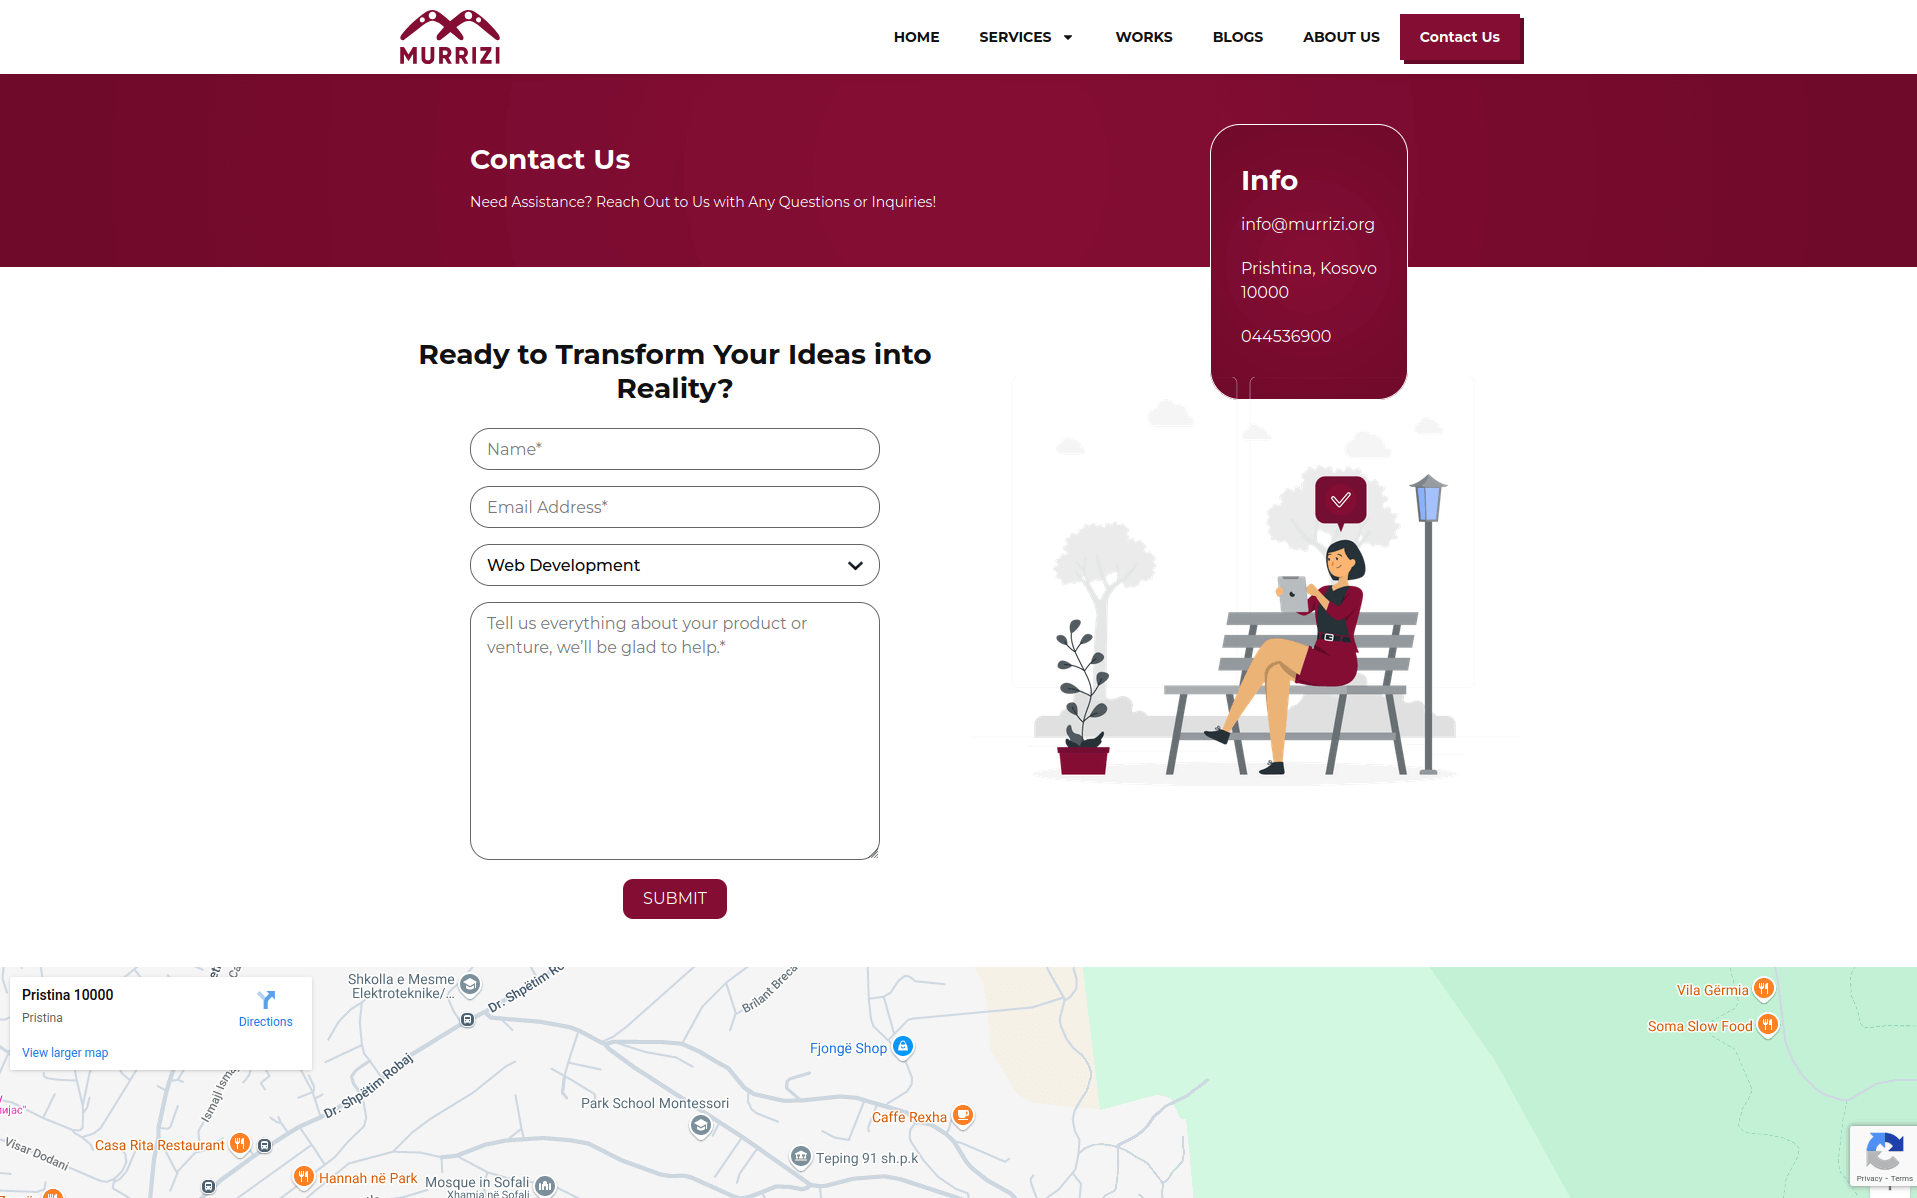 MURRIZI
HOME
SERVICES
WORKS
BLOGS
ABOUT US
Contact Us
Contact Us
Need Assistance? Reach Out to Us with Any Questions or Inquiries!
Info
info@murrizi.org
Prishtina, Kosovo
10000
044536900
Ready to Transform Your Ideas into
Reality?
Name*
Email Address*
Web Development
Tell us everything about your product or
venture, we'll be glad to help.*
SUBMIT
Pristina 10000
Pristina
Directions
View larger map
Shkolla e Mesme
Elektroteknike/...
Dr. Shpëtim
Brilant Breca
Vila Gërmia
Soma Slow Food
Fjongë Shop
Dr. Shpëtim Robaj
Park School Montessori
Caffe Rexha
Casa Rita Restaurant
Visar Dodani
Teping 91 sh.p.k
Hannah në Park
Mosque in Sofali
Xhamia në Sofali
Privacy - Terms